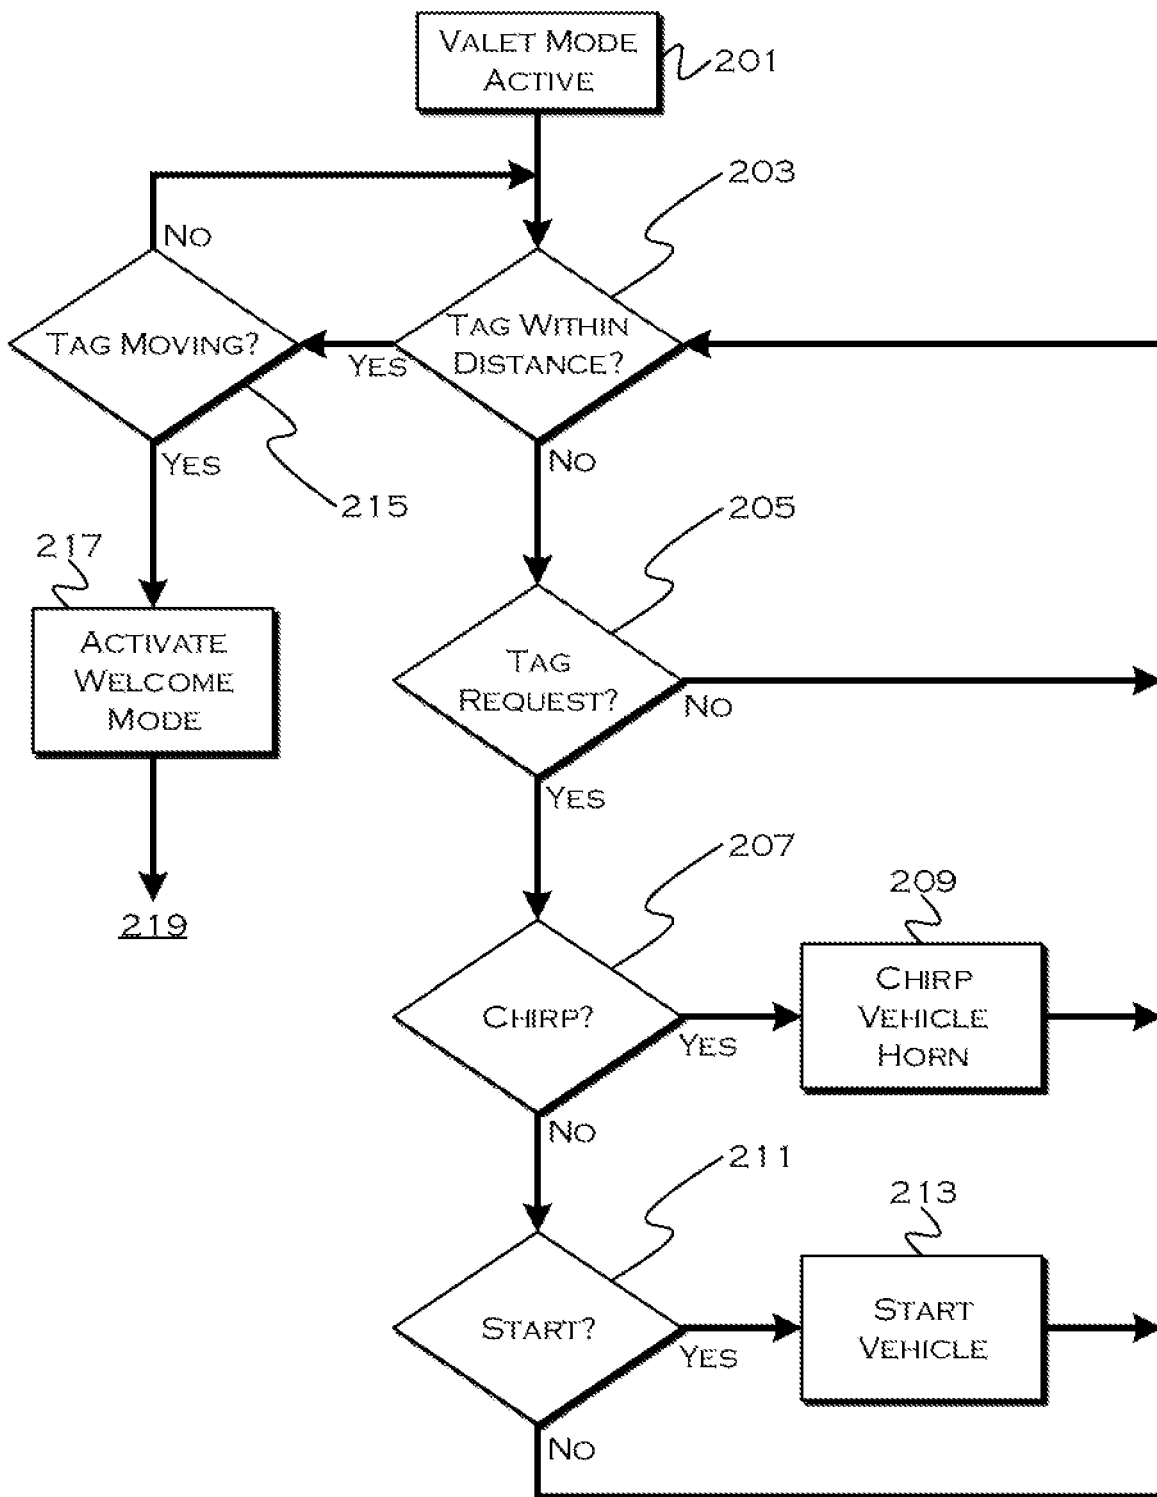 VALET MODE
ACTIVE
201
203
NO
TAG MOVING?
TAG WITHIN
DISTANCE?
YES
YES
NO
215
205
217
ACTIVATE
WELCOME
MODE
TAG
REQUEST?
NO
YES
219
207
209
CHIRP?
YES
CHIRP
VEHICLE
HORN
NO
211
213
START?
YES
START
VEHICLE
NO